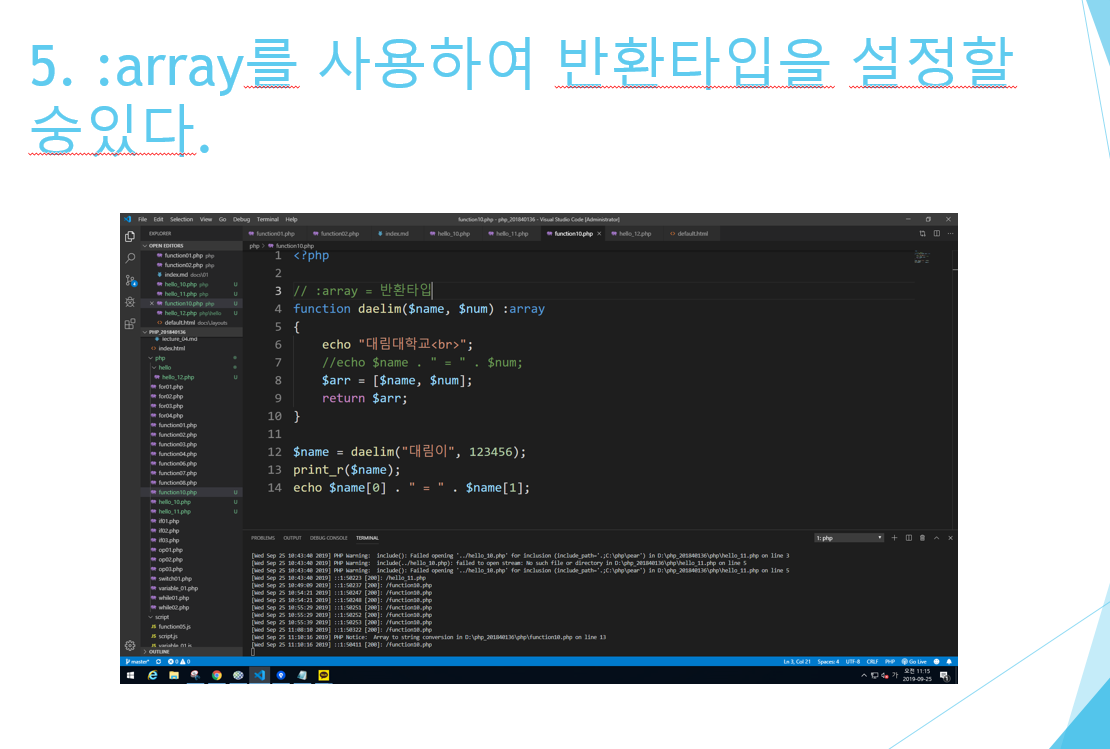 5. :array를 사용하여 반환타입을 설정할
숭있다.
File Edit Selection View Go Debug Terminal Help
function10.php - php_201840136 - Visual Studio Code [Administrator]
EXPLORER
function01.php
function02.php
index.md
hello_10.php
hello_11.php
function10.php
hello_12.php
default.html
OPEN EDITORS
function01.php php
function02.php php
index.md docs\01
hello_10.php php U
hello_11.php php U
function10.php php U
hello_12.php php\hello U
default.html docs\_layouts
PHP_201840136
lecture_04.md
index.html
php
hello
hello_12.php U
for01.php
for02.php
for03.php
for04.php
function01.php
function02.php
function03.php
function04.php
function06.php
function07.php
function08.php
function10.php U
hello_10.php U
hello_11.php U
if01.php
if02.php
if03.php
op01.php
op02.php
op03.php
switch01.php
variable_01.php
while01.php
while02.php
script
function05.js
script.js
variable_01.js
OUTLINE
php > function10.php
1 <?php
2
3 // :array = 반환타입
4 function daelim($name, $num) :array
5 {
6 echo "대림대학교<br>";
7 //echo $name . " = " . $num;
8 $arr = [$name, $num];
9 return $arr;
10 }
11
12 $name = daelim("대림이", 123456);
13 print_r($name);
14 echo $name[0] . " = " . $name[1];
PROBLEMS OUTPUT DEBUG CONSOLE TERMINAL
1: php
[Wed Sep 25 10:43:40 2019] PHP Warning:  include(): Failed opening '../hello_10.php' for inclusion (include_path='.;C:\php\pear') in D:\php_201840136\php\hello_11.php on line 3
[Wed Sep 25 10:43:40 2019] PHP Warning:  include(../hello_10.php): failed to open stream: No such file or directory in D:\php_201840136\php\hello_11.php on line 5
[Wed Sep 25 10:43:40 2019] PHP Warning:  include(): Failed opening '../hello_10.php' for inclusion (include_path='.;C:\php\pear') in D:\php_201840136\php\hello_11.php on line 5
[Wed Sep 25 10:43:40 2019] ::1:50223 [200]: /hello_11.php
[Wed Sep 25 10:49:09 2019] ::1:50237 [200]: /function10.php
[Wed Sep 25 10:54:21 2019] ::1:50247 [200]: /function10.php
[Wed Sep 25 10:54:21 2019] ::1:50248 [200]: /function10.php
[Wed Sep 25 10:55:29 2019] ::1:50251 [200]: /function10.php
[Wed Sep 25 10:55:29 2019] ::1:50252 [200]: /function10.php
[Wed Sep 25 10:55:39 2019] ::1:50253 [200]: /function10.php
[Wed Sep 25 11:08:10 2019] ::1:50322 [200]: /function10.php
[Wed Sep 25 11:10:16 2019] PHP Notice:  Array to string conversion in D:\php_201840136\php\function10.php on line 13
[Wed Sep 25 11:10:16 2019] ::1:50411 [200]: /function10.php
master* 0 0
Ln 3, Col 21 Spaces: 4 UTF-8 CRLF PHP Go Live
가
오전 11:15
2019-09-25